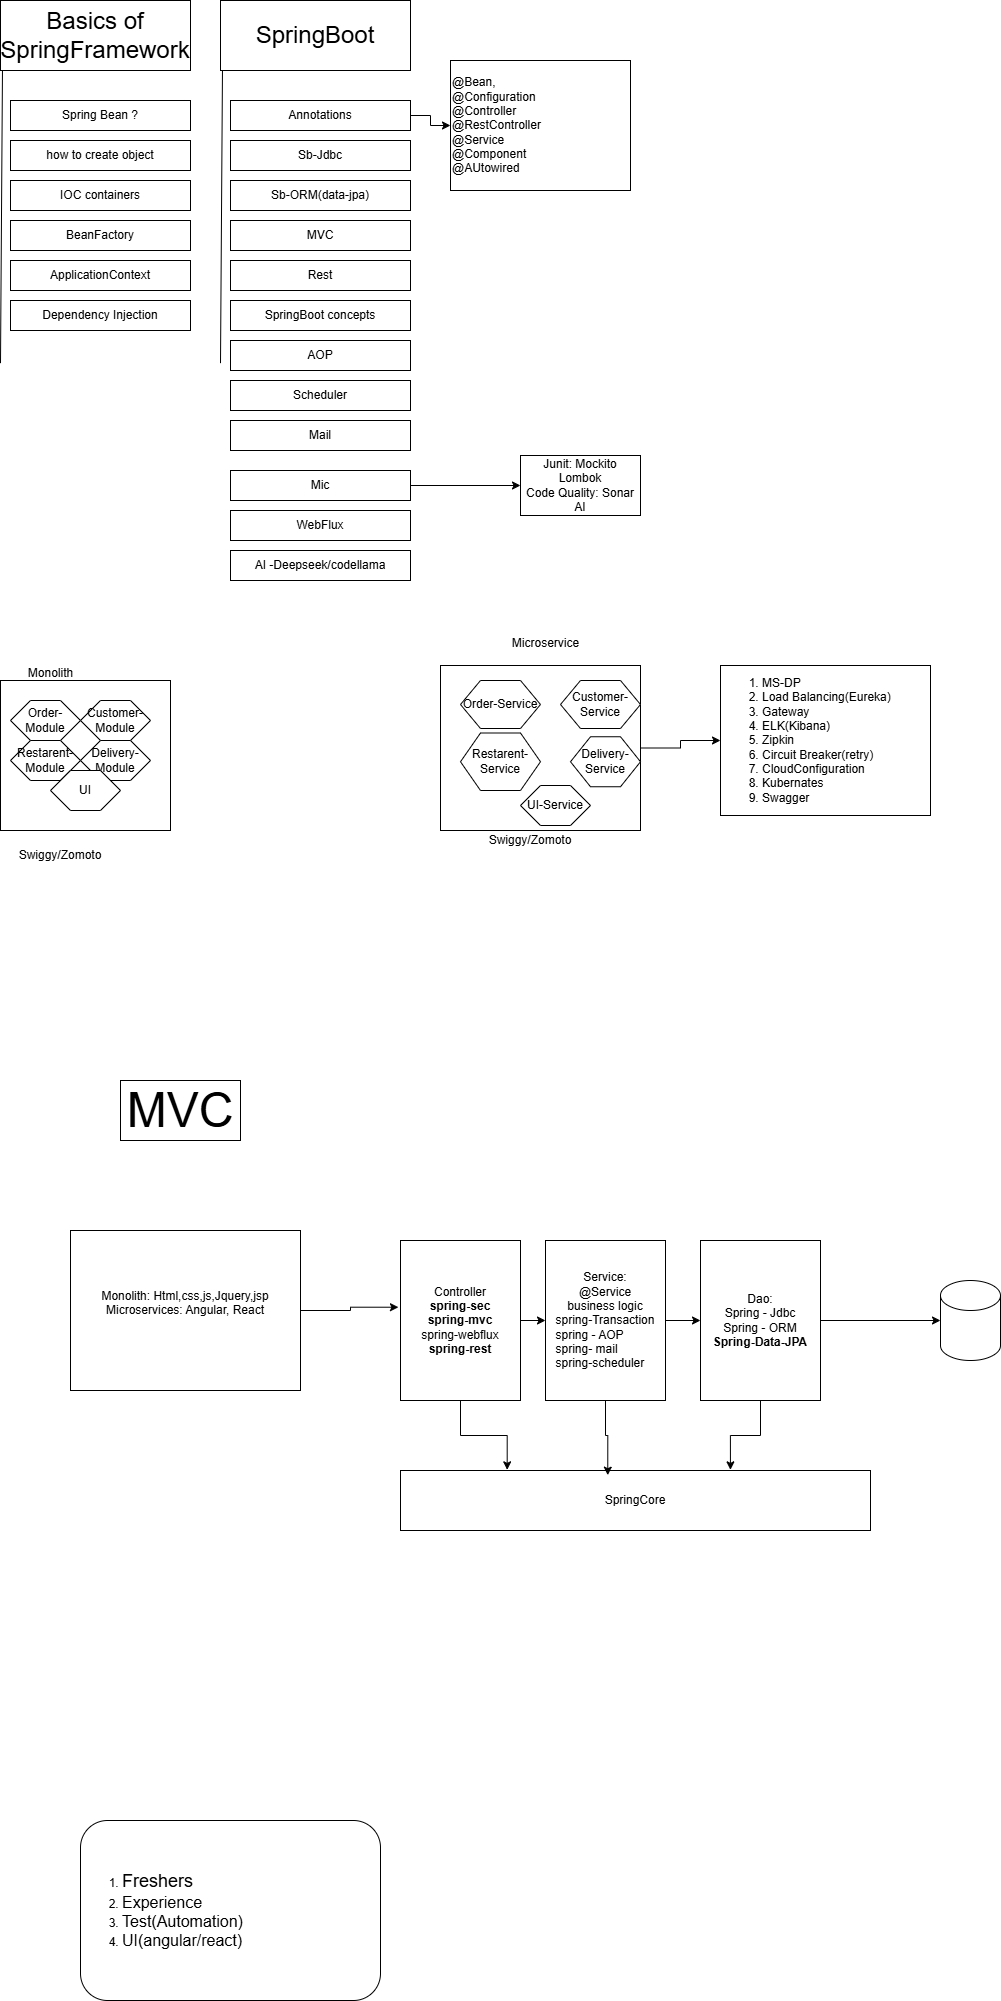 Basics of
SpringFramework
SpringBoot
Spring Bean ?
how to create object
IOC containers
BeanFactory
ApplicationContext
Dependency Injection
Annotations
Sb-Jdbc
Sb-ORM(data-jpa)
MVC
Rest
SpringBoot concepts
AOP
Scheduler
Mail
Mic
WebFlux
AI -Deepseek/codellama
@Bean,
@Configuration
@Controller
@RestController
@Service
@Component
@AUtowired
Junit: Mockito
Lombok
Code Quality: Sonar
AI
Monolith
Order-
Module
Customer-
Module
Restarent-
Module
Delivery-
Module
UI
Swiggy/Zomoto
Microservice
Order-Service
Customer-
Service
Restarent-
Service
Delivery-
Service
UI-Service
Swiggy/Zomoto
1. MS-DP
2. Load Balancing(Eureka)
3. Gateway
4. ELK(Kibana)
5. Zipkin
6. Circuit Breaker(retry)
7. CloudConfiguration
8. Kubernates
9. Swagger
MVC
Monolith: Html,css,js,Jquery,jsp
Microservices: Angular, React
Controller
spring-sec
spring-mvc
spring-webflux
spring-rest
Service:
@Service
business logic
spring-Transaction
spring - AOP
spring- mail
spring-scheduler
Dao:
Spring - Jdbc
Spring - ORM
Spring-Data-JPA
SpringCore
1. Freshers
2. Experience
3. Test(Automation)
4. UI(angular/react)